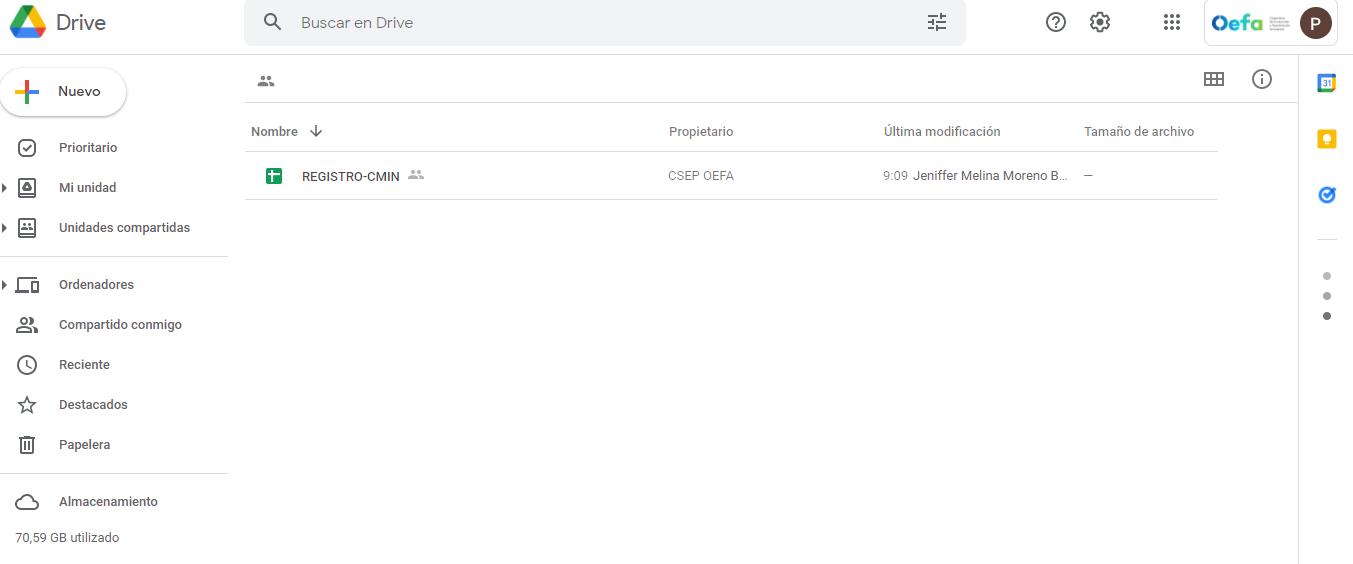 Drive
Buscar en Drive
Oefa
P
Nuevo
31
Nombre
Propietario
Última modificación
Tamaño de archivo
Prioritario
REGISTRO-CMIN
CSEP OEFA
9:09 Jeniffer Melina Moreno B...
—
Mi unidad
Unidades compartidas
Ordenadores
Compartido conmigo
Reciente
Destacados
Papelera
Almacenamiento
70,59 GB utilizado